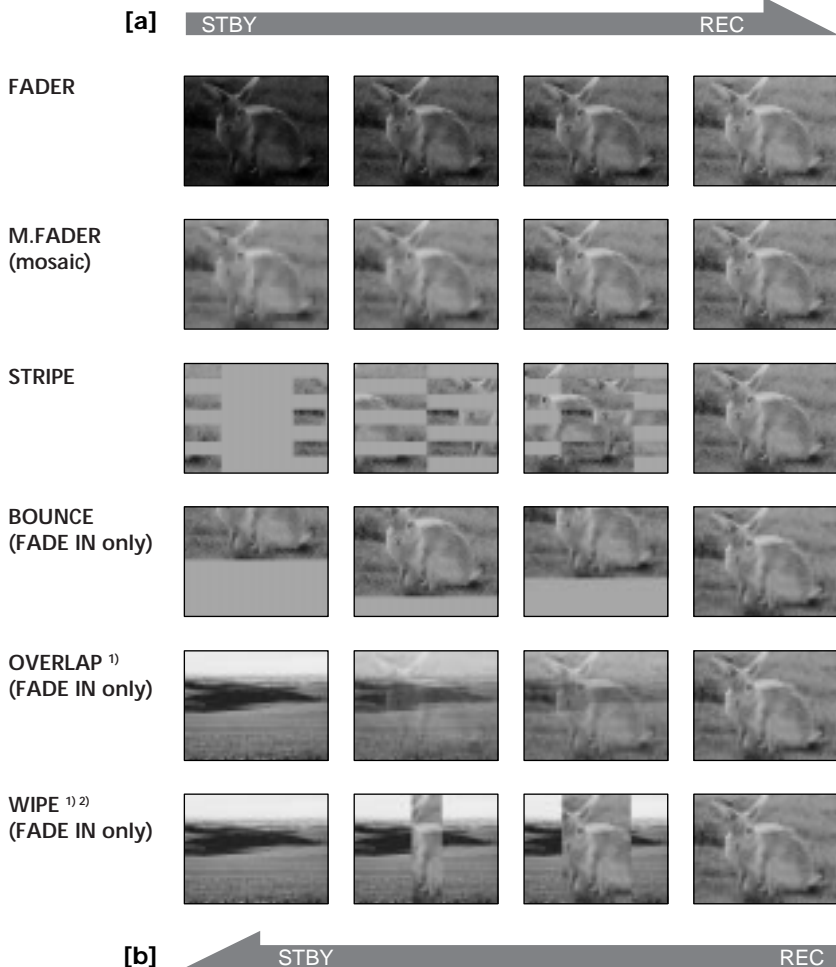 [a]
STBY REC
FADER
M.FADER
(mosaic)
STRIPE
BOUNCE
(FADE IN only)
OVERLAP 1)
(FADE IN only)
WIPE 1) 2)
(FADE IN only)
[b]
STBY REC